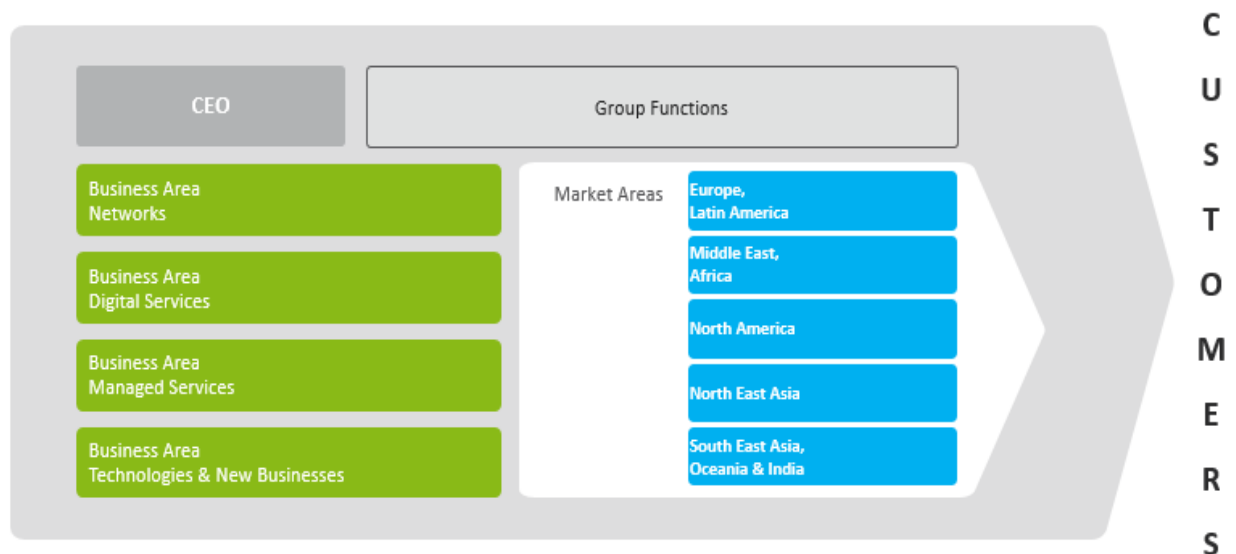 CEO
Group Functions
Business Area
Networks
Business Area
Digital Services
Business Area
Managed Services
Business Area
Technologies & New Businesses
Market Areas
Europe,
Latin America
Middle East,
Africa
North America
North East Asia
South East Asia,
Oceania & India
C
U
S
T
O
M
E
R
S